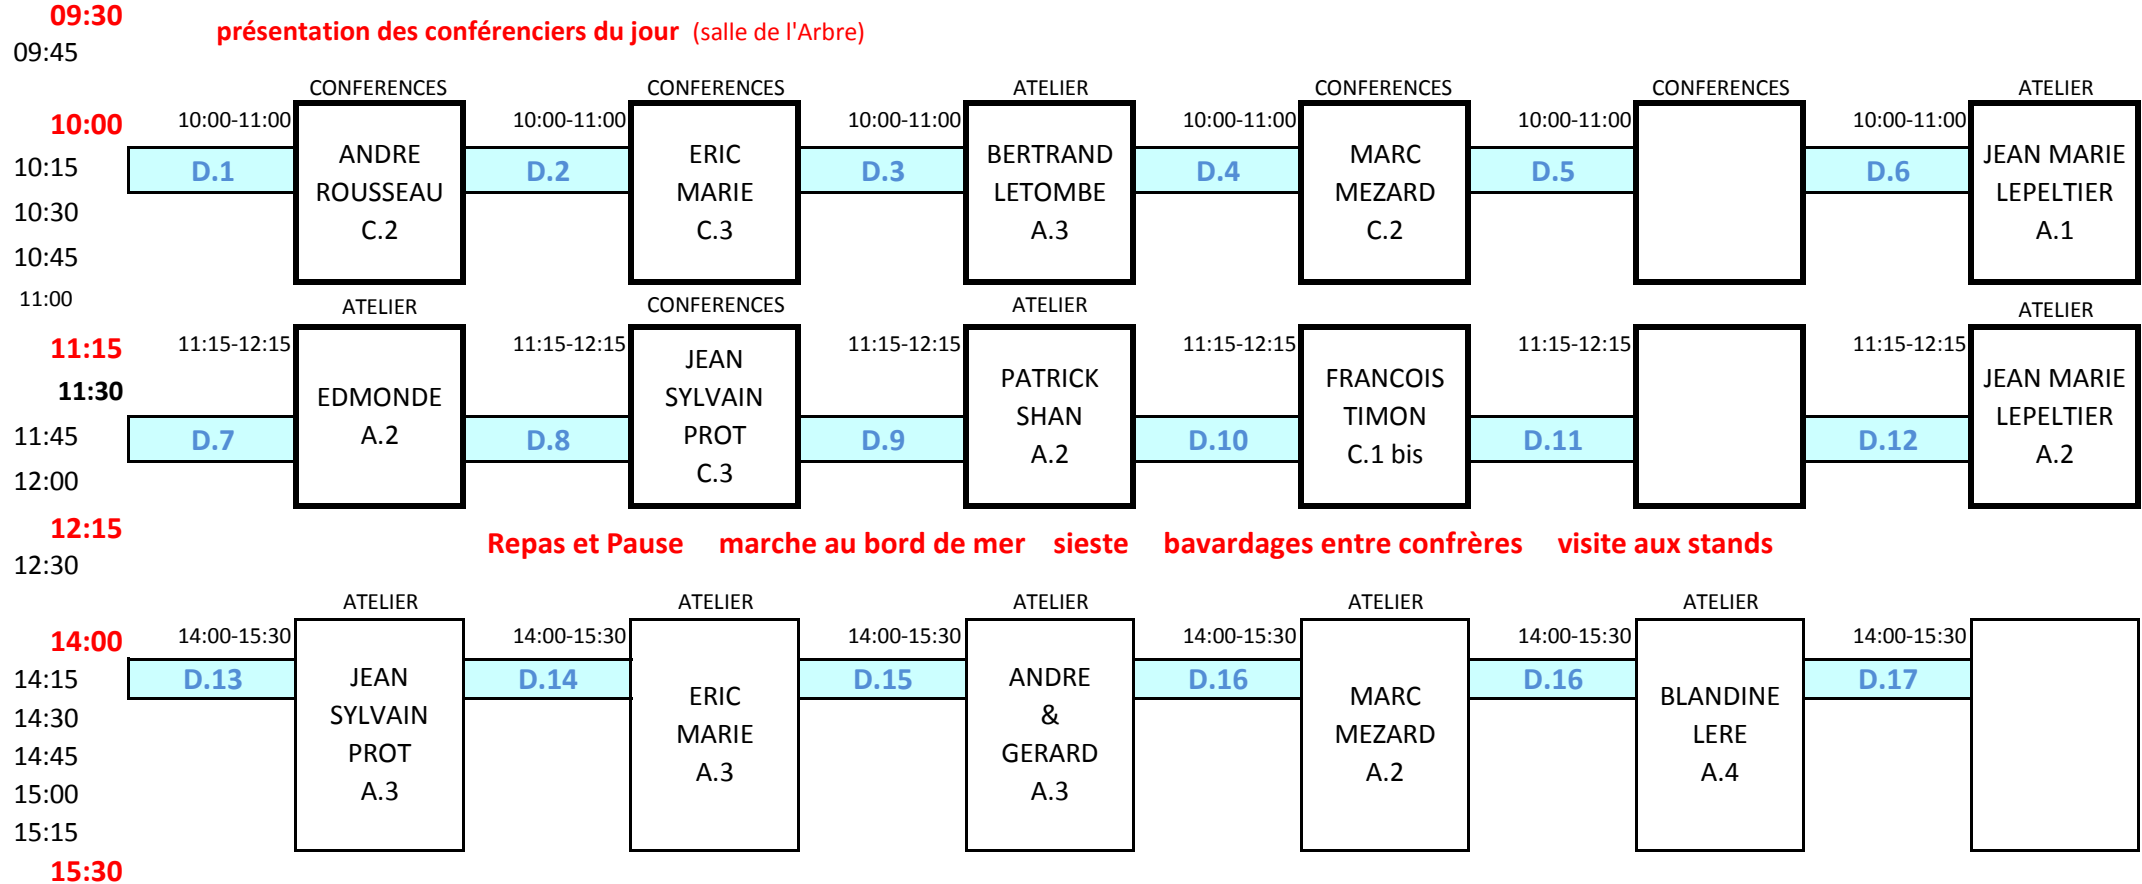 09:30
présentation des conférenciers du jour (salle de l'Arbre)
09:45
CONFERENCES CONFERENCES ATELIER CONFERENCES CONFERENCES ATELIER
10:00 10:00-11:00 10:00-11:00 10:00-11:00 10:00-11:00 10:00-11:00 10:00-11:00
10:15
10:30
10:45
11:00
D.1
ANDRE
ROUSSEAU
C.2
D.2
ERIC
MARIE
C.3
D.3
BERTRAND
LETOMBE
A.3
D.4
MARC
MEZARD
C.2
D.5
D.6
JEAN MARIE
LEPELTIER
A.1
ATELIER CONFERENCES ATELIER ATELIER
11:15 11:15-12:15 11:15-12:15 11:15-12:15 11:15-12:15 11:15-12:15 11:15-12:15
11:30
11:45
12:00
D.7
EDMONDE
A.2
D.8
JEAN
SYLVAIN
PROT
C.3
D.9
PATRICK
SHAN
A.2
D.10
FRANCOIS
TIMON
C.1 bis
D.11
D.12
JEAN MARIE
LEPELTIER
A.2
12:15
Repas et Pause marche au bord de mer sieste bavardages entre confrères visite aux stands
12:30
ATELIER ATELIER ATELIER ATELIER ATELIER
14:00 14:00-15:30 14:00-15:30 14:00-15:30 14:00-15:30 14:00-15:30 14:00-15:30
14:15
14:30
14:45
15:00
15:15
D.13
JEAN
SYLVAIN
PROT
A.3
D.14
ERIC
MARIE
A.3
D.15
ANDRE
&
GERARD
A.3
D.16
MARC
MEZARD
A.2
D.16
BLANDINE
LERE
A.4
D.17
15:30